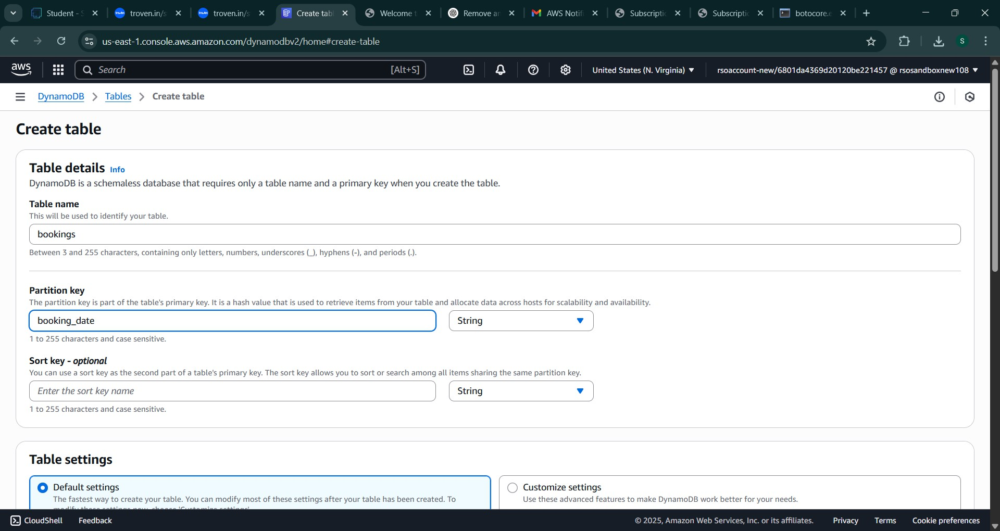 Student - S
troven.in/s
troven.in/s
Create tab
Welcome t
Remove an
AWS Notif
Subscriptic
Subscriptic
botocore.e
us-east-1.console.aws.amazon.com/dynamodbv2/home#create-table
S
aws
Search
[Alt+S]
United States (N. Virginia)
rsoaccount-new/6801da4369d20120be221457 @ rsosandboxnew108
DynamoDB
Tables
Create table
Create table
Table details Info
DynamoDB is a schemaless database that requires only a table name and a primary key when you create the table.
Table name
This will be used to identify your table.
bookings
Between 3 and 255 characters, containing only letters, numbers, underscores (_), hyphens (-), and periods (.).
Partition key
The partition key is part of the table's primary key. It is a hash value that is used to retrieve items from your table and allocate data across hosts for scalability and availability.
booking_date
String
1 to 255 characters and case sensitive.
Sort key - optional
You can use a sort key as the second part of a table's primary key. The sort key allows you to sort or search among all items sharing the same partition key.
Enter the sort key name
String
1 to 255 characters and case sensitive.
Table settings
Default settings
The fastest way to create your table. You can modify most of these settings after your table has been created. To
modify these settings now, choose 'Customize settings'.
Customize settings
Use these advanced features to make DynamoDB work better for your needs.
CloudShell
Feedback
© 2025, Amazon Web Services, Inc. or its affiliates.
Privacy
Terms
Cookie preferences